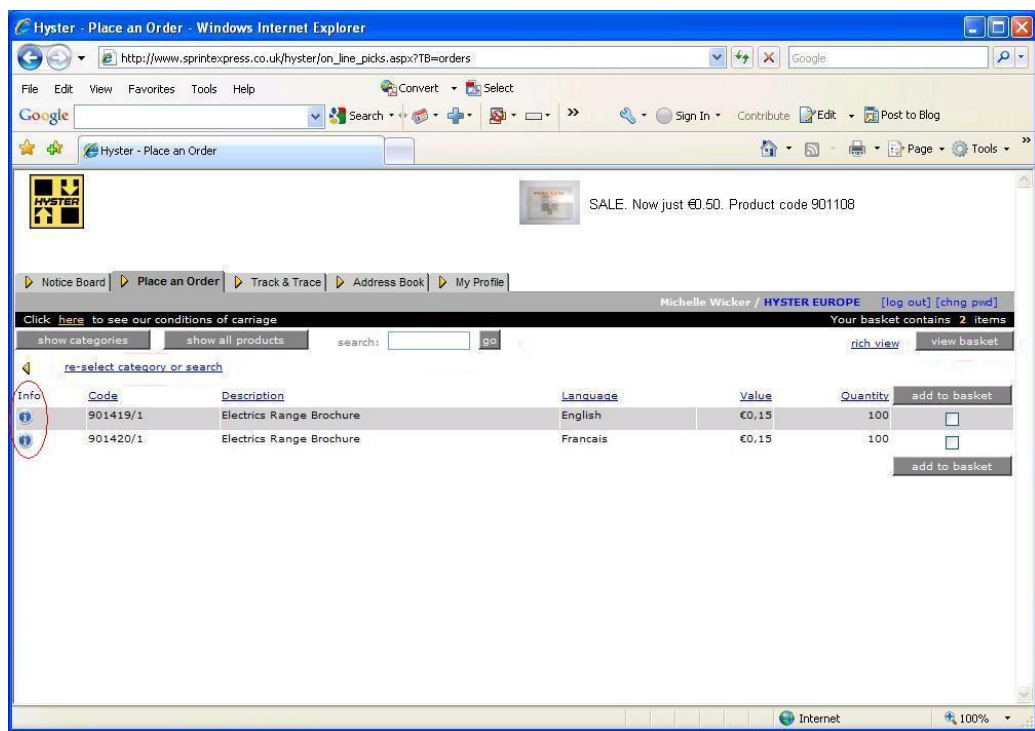 Hyster - Place an Order - Windows Internet Explorer
http://www.sprintexpress.co.uk/hyster/on_line_picks.aspx?TB=orders
Google
File Edit View Favorites Tools Help
Convert Select
Google
Search
Sign In
Contribute Edit Post to Blog
Hyster - Place an Order
Page Tools
HYSTER
SALE. Now just €0.50. Product code 901108
Notice Board Place an Order Track & Trace Address Book My Profile
Michelle Wicker / HYSTER EUROPE [log out] [chng pwd]
Click here to see our conditions of carriage Your basket contains 2 items
show categories show all products search: go rich view view basket
re-select category or search
Info Code Description Language Value Quantity add to basket
901419/1 Electrics Range Brochure English €0,15 100
901420/1 Electrics Range Brochure Francais €0,15 100
add to basket
Internet 100%